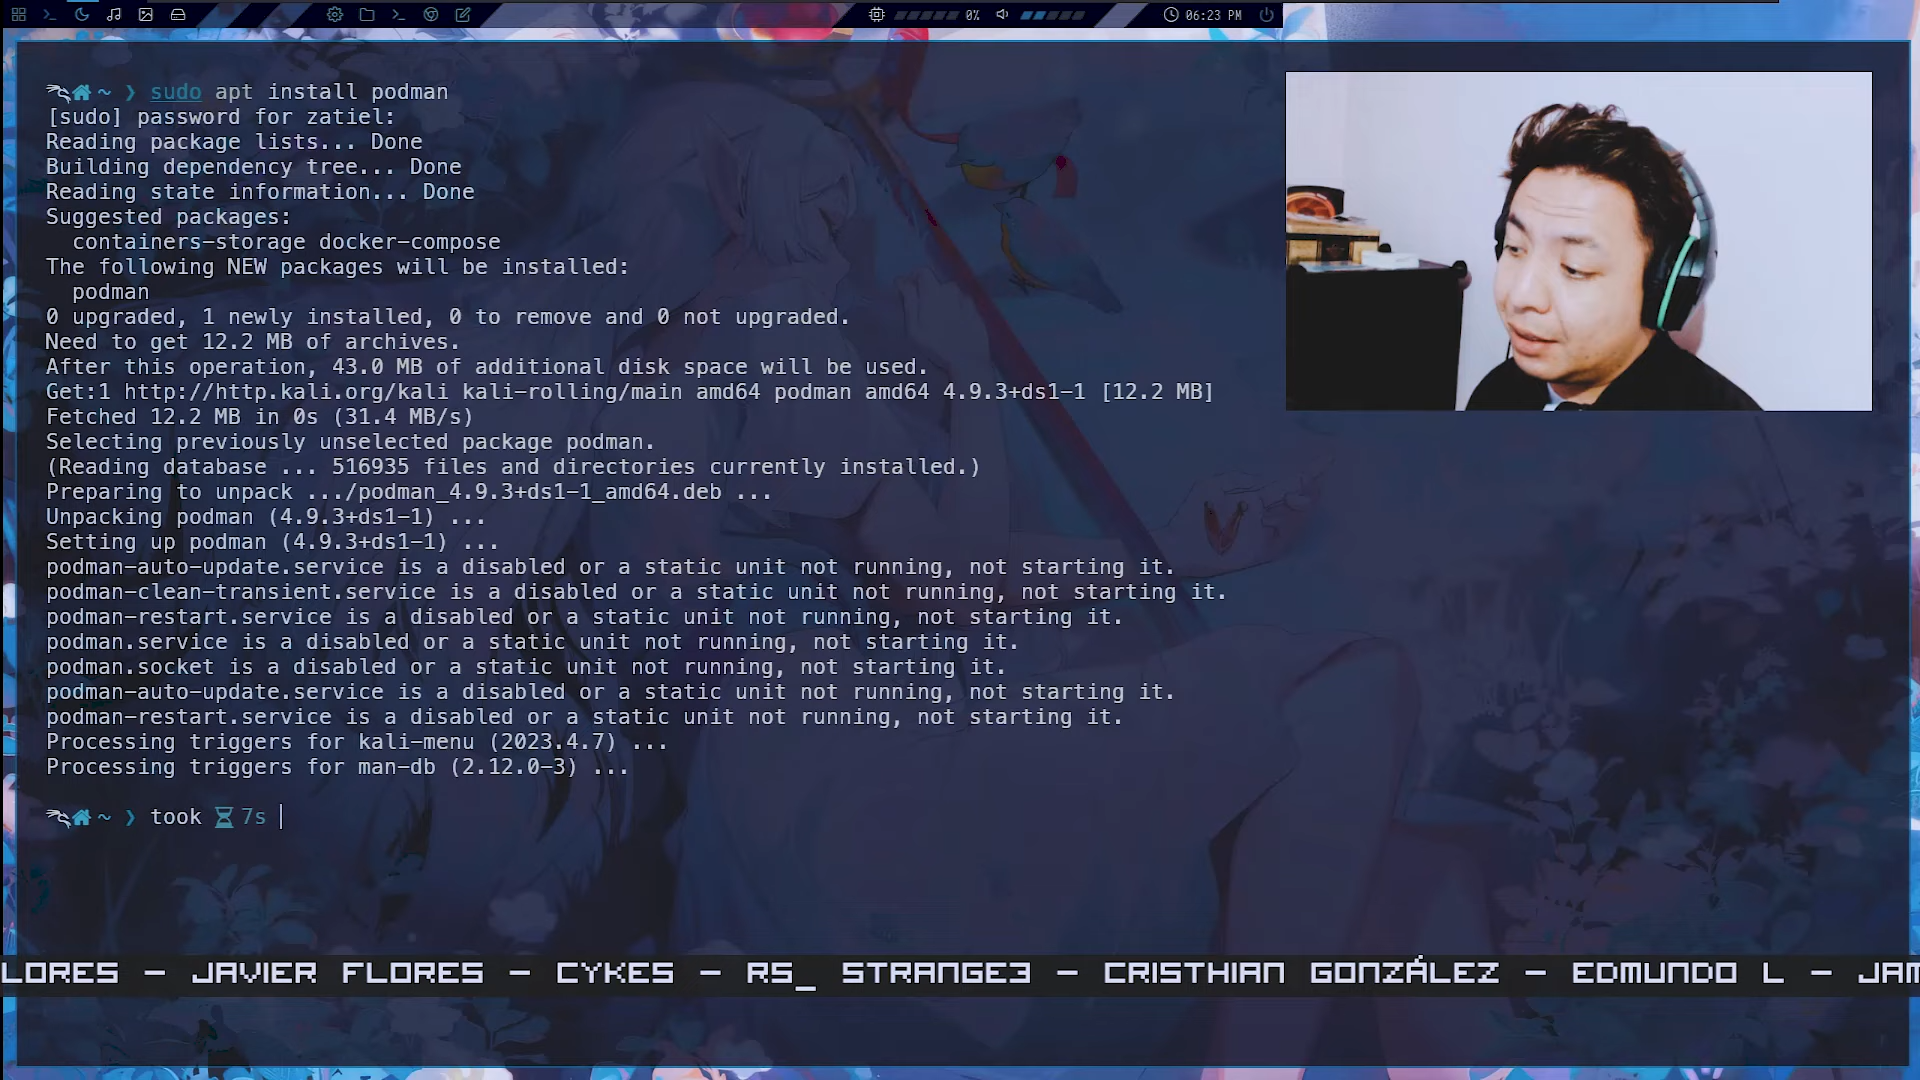 0%
06:23 PM
~ ❯ sudo apt install podman
[sudo] password for zatiel:
Reading package lists... Done
Building dependency tree... Done
Reading state information... Done
Suggested packages:
containers-storage docker-compose
The following NEW packages will be installed:
podman
0 upgraded, 1 newly installed, 0 to remove and 0 not upgraded.
Need to get 12.2 MB of archives.
After this operation, 43.0 MB of additional disk space will be used.
Get:1 http://http.kali.org/kali kali-rolling/main amd64 podman amd64 4.9.3+ds1-1 [12.2 MB]
Fetched 12.2 MB in 0s (31.4 MB/s)
Selecting previously unselected package podman.
(Reading database ... 516935 files and directories currently installed.)
Preparing to unpack .../podman_4.9.3+ds1-1_amd64.deb ...
Unpacking podman (4.9.3+ds1-1) ...
Setting up podman (4.9.3+ds1-1) ...
podman-auto-update.service is a disabled or a static unit not running, not starting it.
podman-clean-transient.service is a disabled or a static unit not running, not starting it.
podman-restart.service is a disabled or a static unit not running, not starting it.
podman.service is a disabled or a static unit not running, not starting it.
podman.socket is a disabled or a static unit not running, not starting it.
podman-auto-update.service is a disabled or a static unit not running, not starting it.
podman-restart.service is a disabled or a static unit not running, not starting it.
Processing triggers for kali-menu (2023.4.7) ...
Processing triggers for man-db (2.12.0-3) ...
~ ❯ took 7s
LORES - JAVIER FLORES - CYKES - RS_ STRANGE3 - CRISTHIAN GONZÁLEZ - EDMUNDO L - JAM